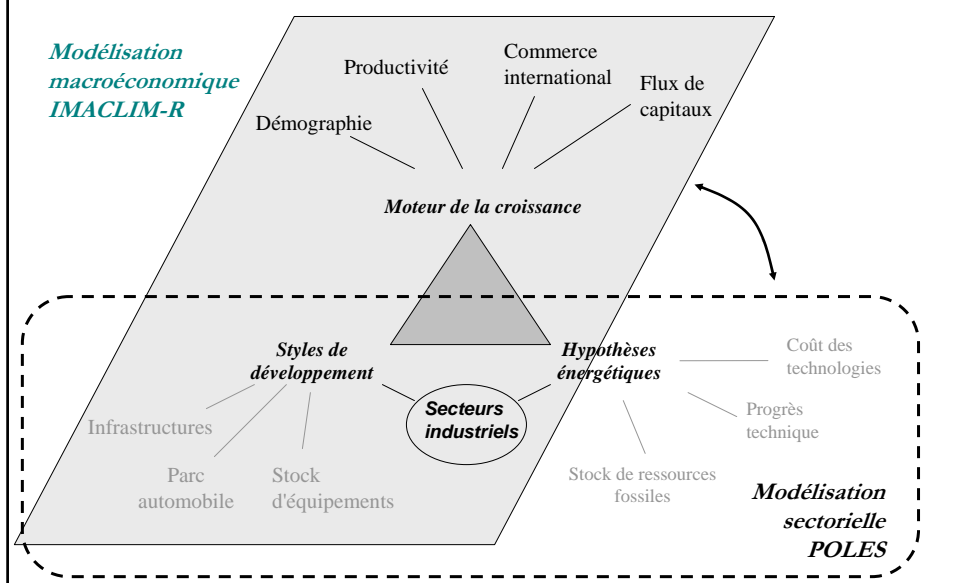 Modélisation
macroéconomique
IMACLIM-R
Démographie
Productivité
Commerce
international
Flux de
capitaux
Moteur de la croissance
Styles de
développement
Hypothèses
énergétiques
Secteurs
industriels
Infrastructures
Parc
automobile
Stock
d'équipements
Stock de ressources
fossiles
Coût des
technologies
Progrès
technique
Modélisation
sectorielle
POLES